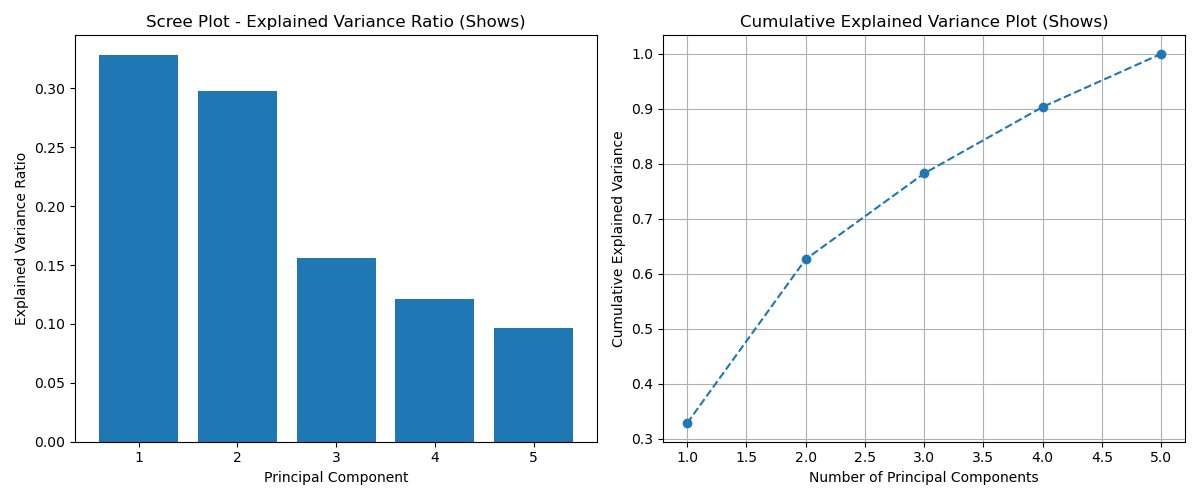 Scree Plot - Explained Variance Ratio (Shows)
Explained Variance Ratio
0.30
0.25
0.20
0.15
0.10
0.05
0.00
1 2 3 4 5
Principal Component
Cumulative Explained Variance Plot (Shows)
Cumulative Explained Variance
1.0
0.9
0.8
0.7
0.6
0.5
0.4
0.3
1.0 1.5 2.0 2.5 3.0 3.5 4.0 4.5 5.0
Number of Principal Components